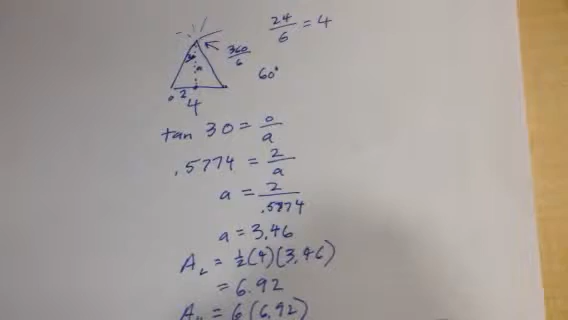 24/6 = 4
360/6
30
a
60°
o 2
4
tan 30 = o/a
.5774 = 2/a
a = 2/.5774
a = 3.46
A = ½(4)(3.46)
= 6.92
A = 6(6.92)